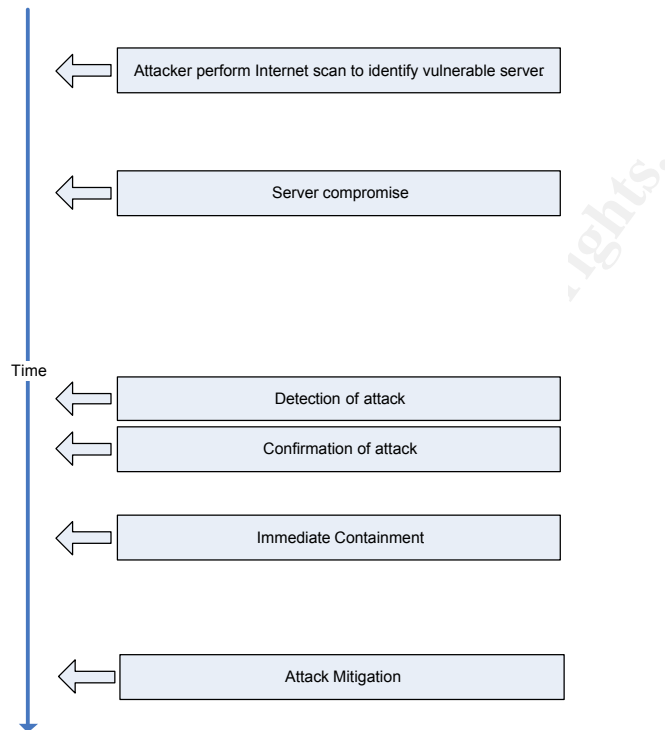 Attacker perform Internet scan to identify vulnerable server
Server compromise
Time
Detection of attack
Confirmation of attack
Immediate Containment
Attack Mitigation